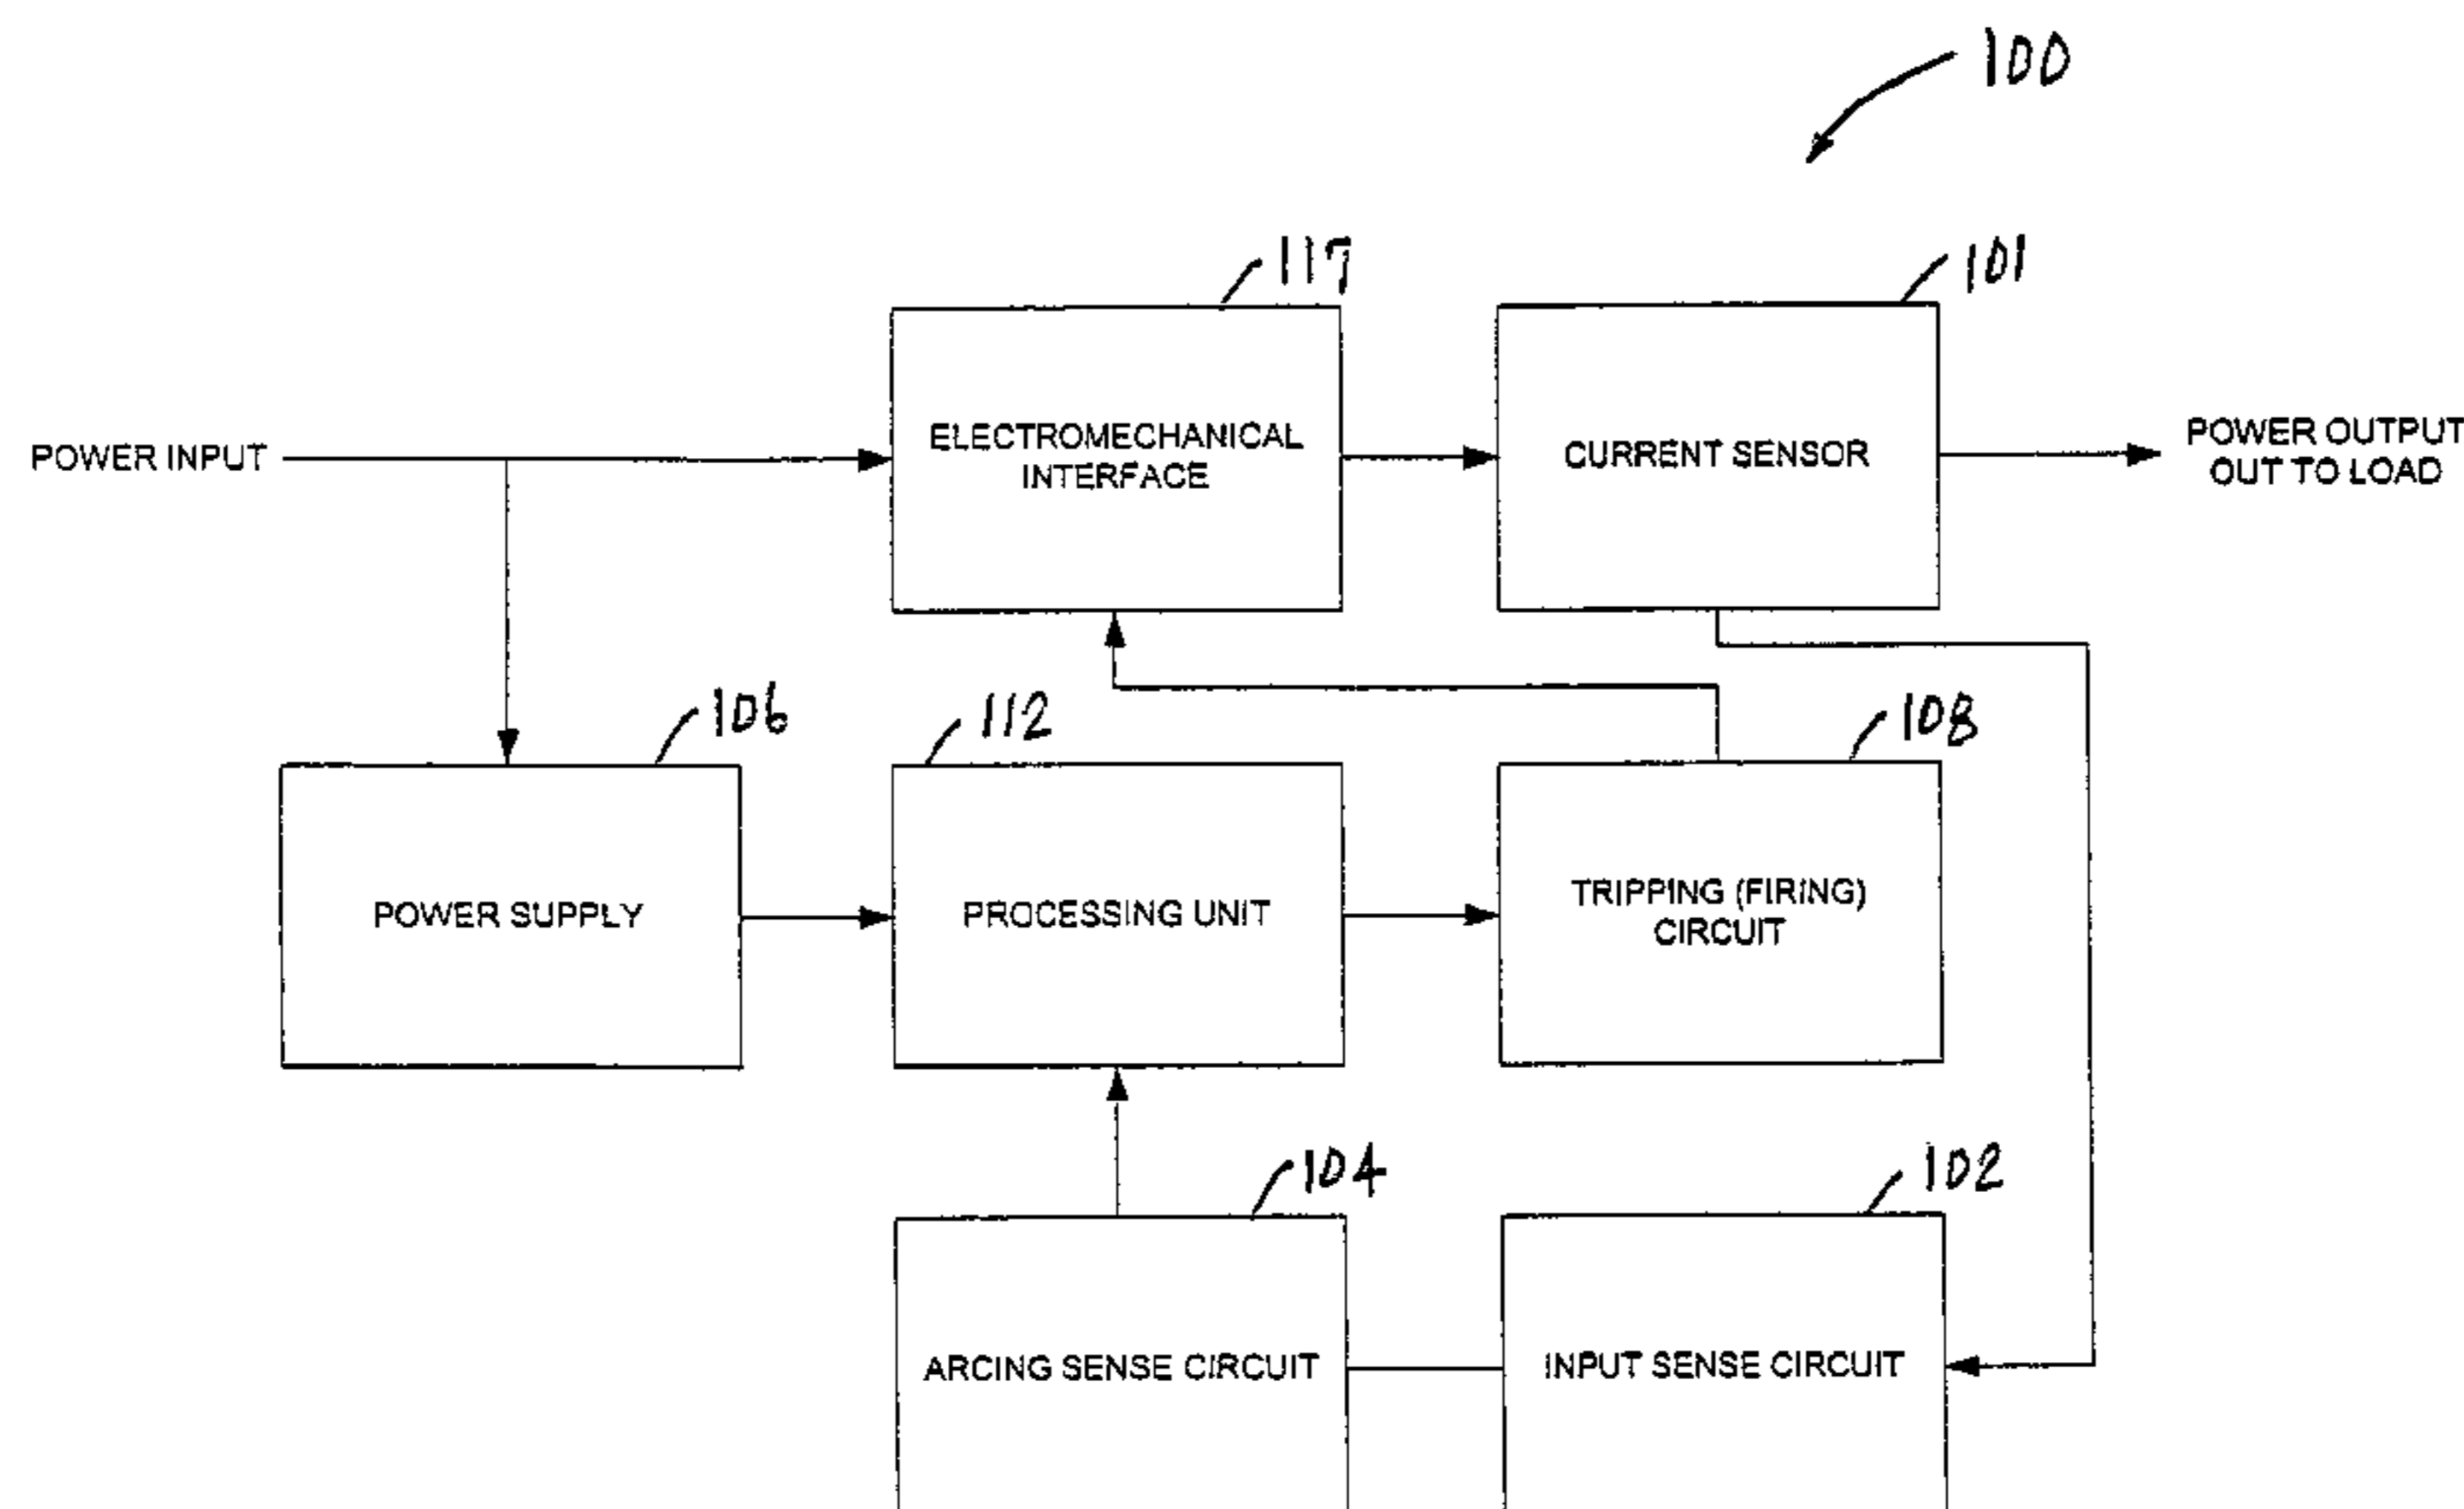 100
117
101
POWER INPUT
ELECTROMECHANICAL
INTERFACE
CURRENT SENSOR
POWER OUTPUT
OUT TO LOAD
106
112
108
POWER SUPPLY
PROCESSING UNIT
TRIPPING (FIRING)
CIRCUIT
104
102
ARCING SENSE CIRCUIT
INPUT SENSE CIRCUIT